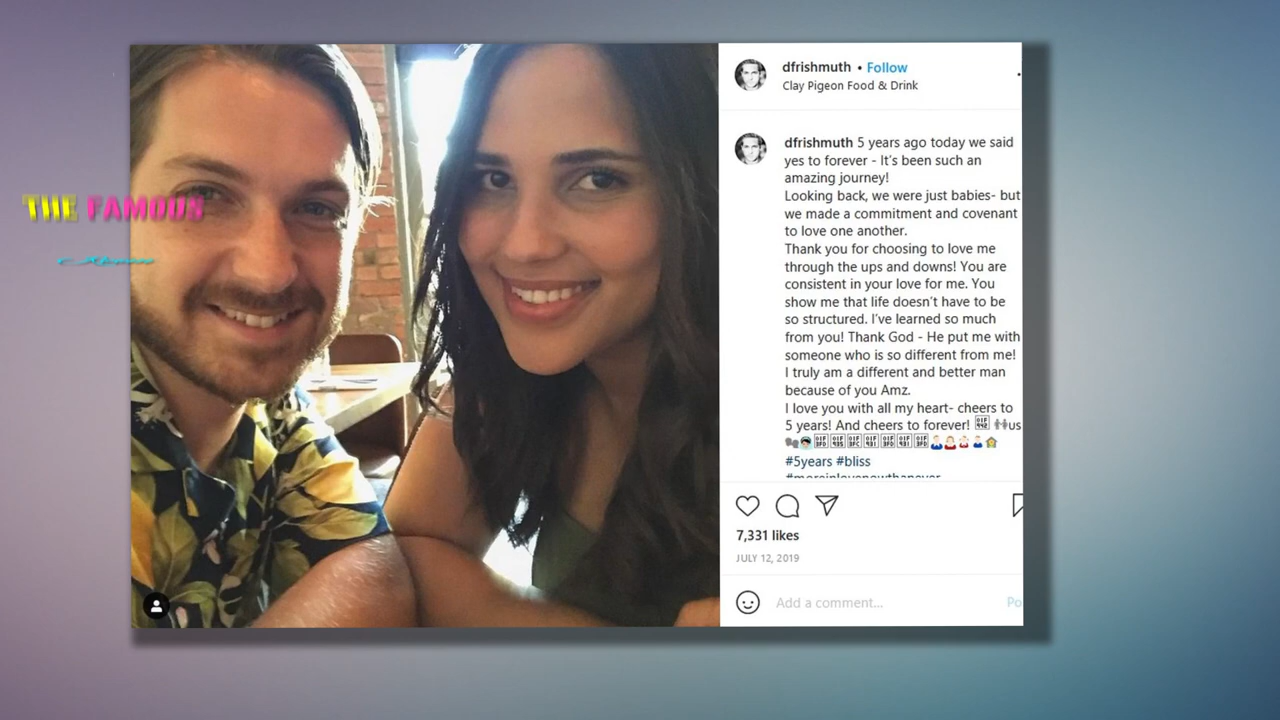 THE FAMOUS
dfrishmuth • Follow
Clay Pigeon Food & Drink
dfrishmuth 5 years ago today we said
yes to forever - It's been such an
amazing journey!
Looking back, we were just babies- but
we made a commitment and covenant
to love one another.
Thank you for choosing to love me
through the ups and downs! You are
consistent in your love for me. You
show me that life doesn't have to be
so structured. I've learned so much
from you! Thank God - He put me with
someone who is so different from me!
I truly am a different and better man
because of you Amz.
I love you with all my heart- cheers to
5 years! And cheers to forever! us
#5years #bliss
#moreinlovenowthanever
7,331 likes
JULY 12, 2019
Add a comment...
Po